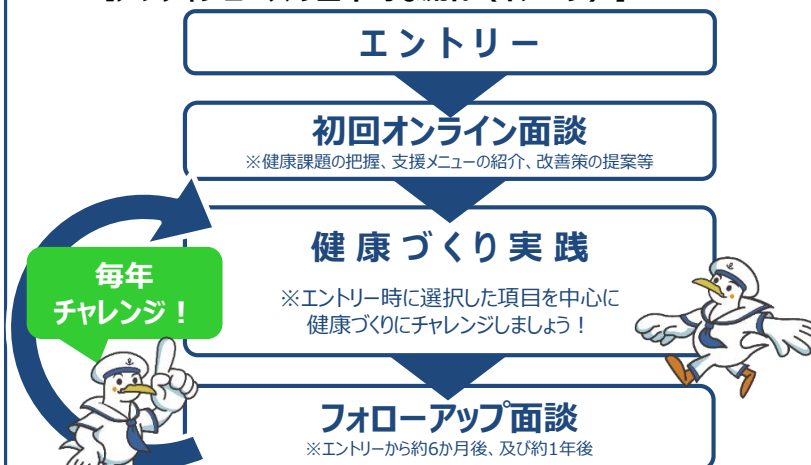 エントリー
初回オンライン面談
※健康課題の把握、支援メニューの紹介、改善策の提案等
健康づくり実践
※エントリー時に選択した項目を中心に
健康づくりにチャレンジしましょう！
毎年
チャレンジ！
フォローアップ面談
※エントリーから約6か月後、及び約1年後